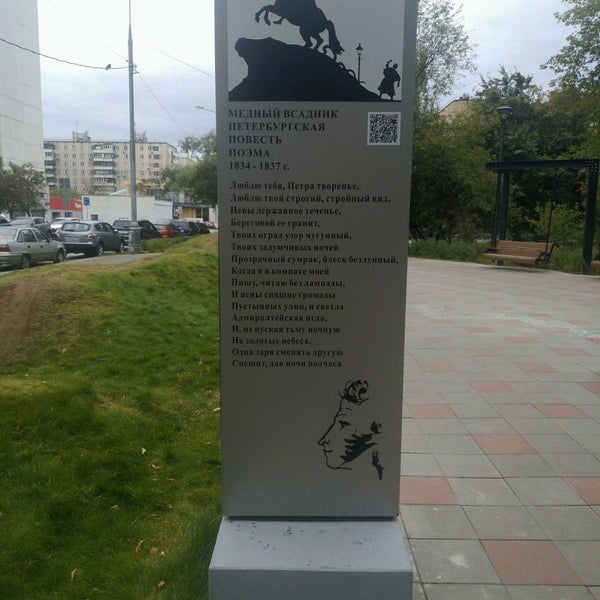 МЕДНЫЙ ВСАДНИК
ПЕТЕРБУРГСКАЯ
ПОВЕСТЬ
ПОЭМА
1834 - 1837 г.
Люблю тебя, Петра творенье,
Люблю твой строгий, стройный вид,
Невы державное теченье,
Береговой ее гранит,
Твоих оград узор чугунный,
Твоих задумчивых ночей
Прозрачный сумрак, блеск безлунный,
Когда я в комнате моей
Пишу, читаю без лампады,
И ясны спящие громады
Пустынных улиц, и светла
Адмиралтейская игла,
И, не пуская тьму ночную
На золотые небеса,
Одна заря сменить другую
Спешит, дав ночи полчаса